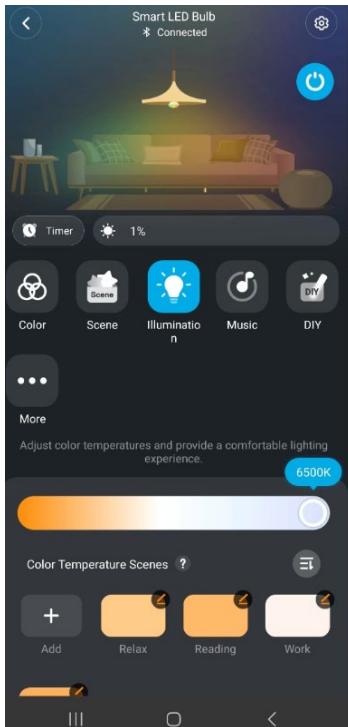 Smart LED Bulb
Connected
Timer
1%
Scene
DIY
Color
Scene
Illuminatio
n
Music
DIY
More
Adjust color temperatures and provide a comfortable lighting
experience.
6500K
Color Temperature Scenes ?
Add
Relax
Reading
Work